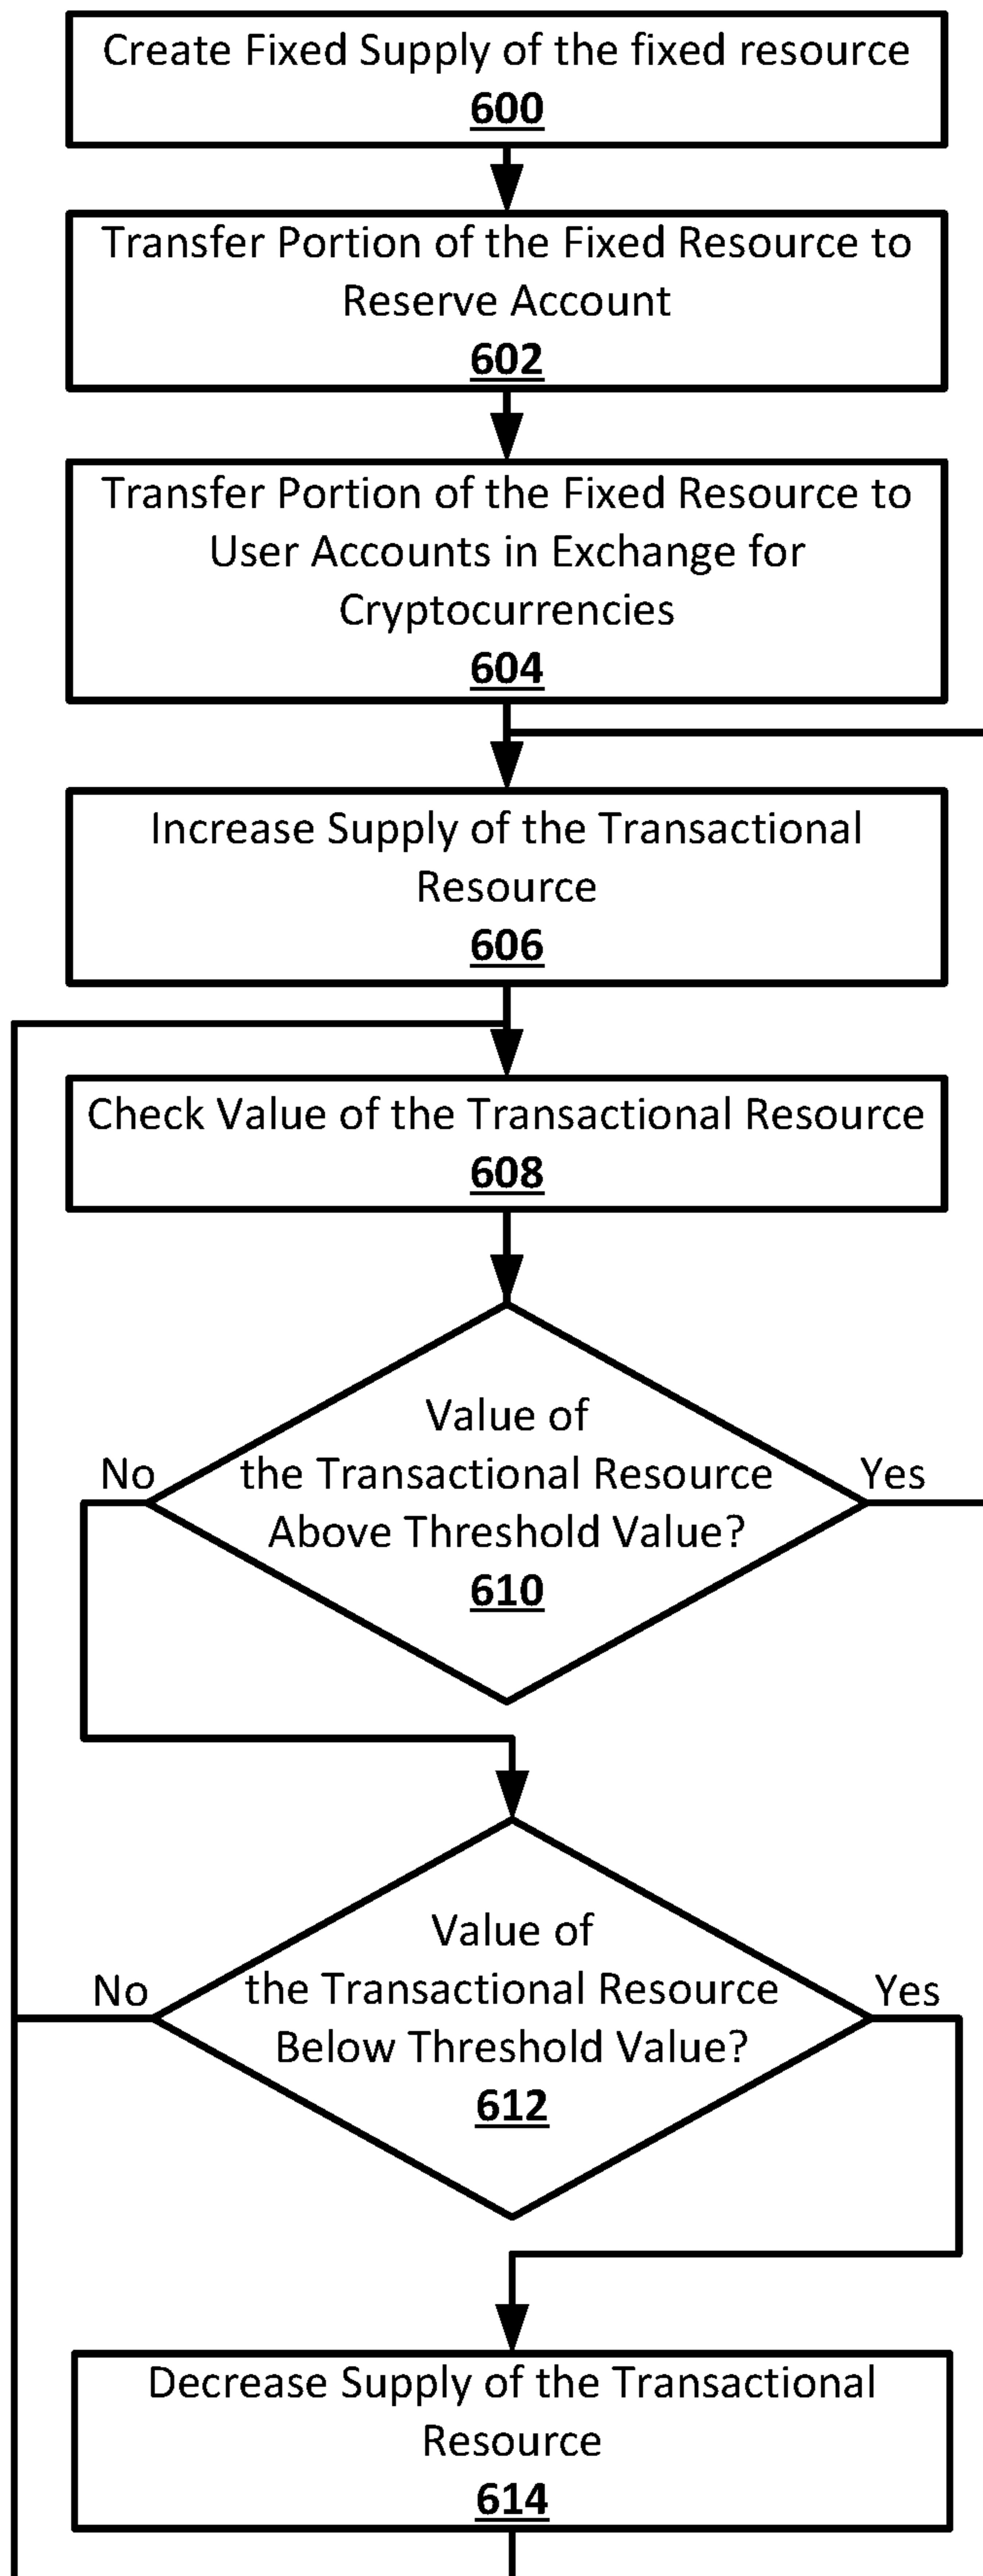 Create Fixed Supply of the fixed resource
600
Transfer Portion of the Fixed Resource to
Reserve Account
602
Transfer Portion of the Fixed Resource to
User Accounts in Exchange for
Cryptocurrencies
604
Increase Supply of the Transactional
Resource
606
Check Value of the Transactional Resource
608
Value of
the Transactional Resource
Above Threshold Value?
610
No
Yes
Value of
the Transactional Resource
Below Threshold Value?
612
No
Yes
Decrease Supply of the Transactional
Resource
614